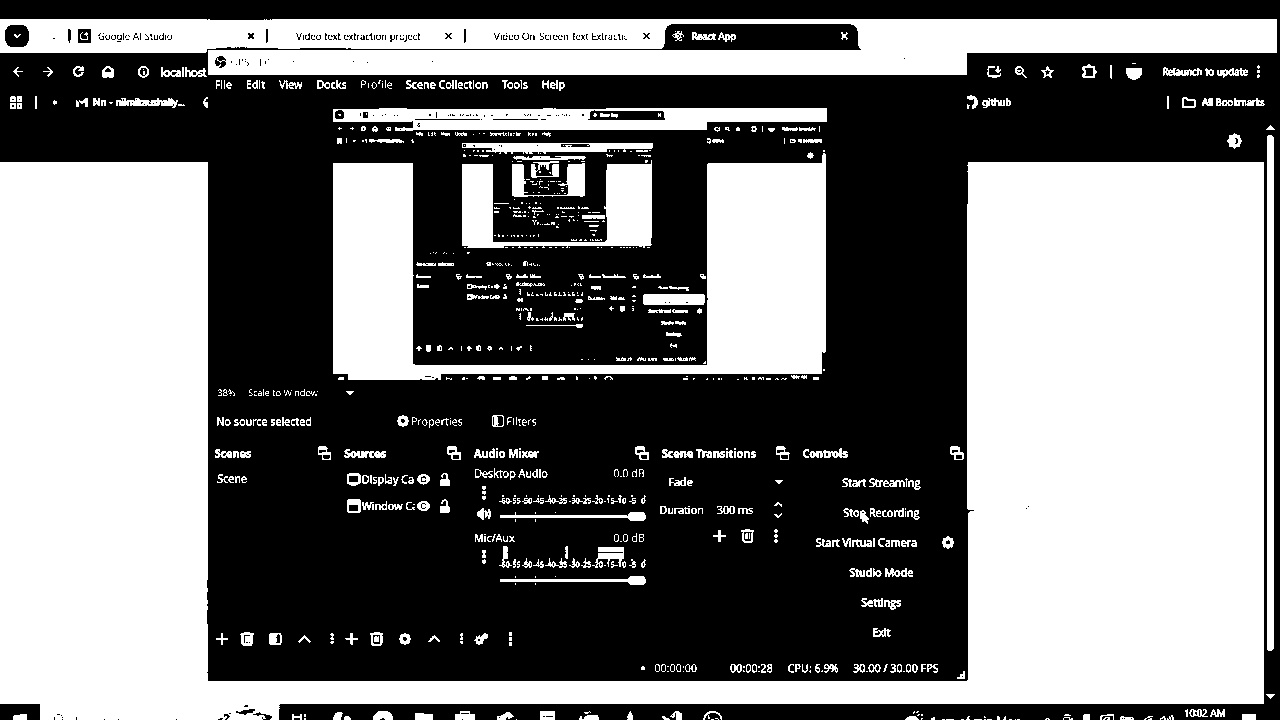 Google AI Studio
Video text extraction project
Video On-Screen Text Extractic
React App
localhost
Relaunch to update
github
All Bookmarks
File Edit View Docks Profile Scene Collection Tools Help
38% Scale to Window
No source selected
Properties
Filters
Scenes
Sources
Audio Mixer
Scene Transitions
Controls
Scene
Display Ca
Window Ca
Desktop Audio 0.0 dB
-60 -55 -50 -45 -40 -35 -30 -25 -20 -15 -10 -5 0
Mic/Aux 0.0 dB
-60 -55 -50 -45 -40 -35 -30 -25 -20 -15 -10 -5 0
Fade
Duration 300 ms
Start Streaming
Stop Recording
Start Virtual Camera
Studio Mode
Settings
Exit
00:00:00 00:00:28 CPU: 6.9% 30.00 / 30.00 FPS
10:02 AM